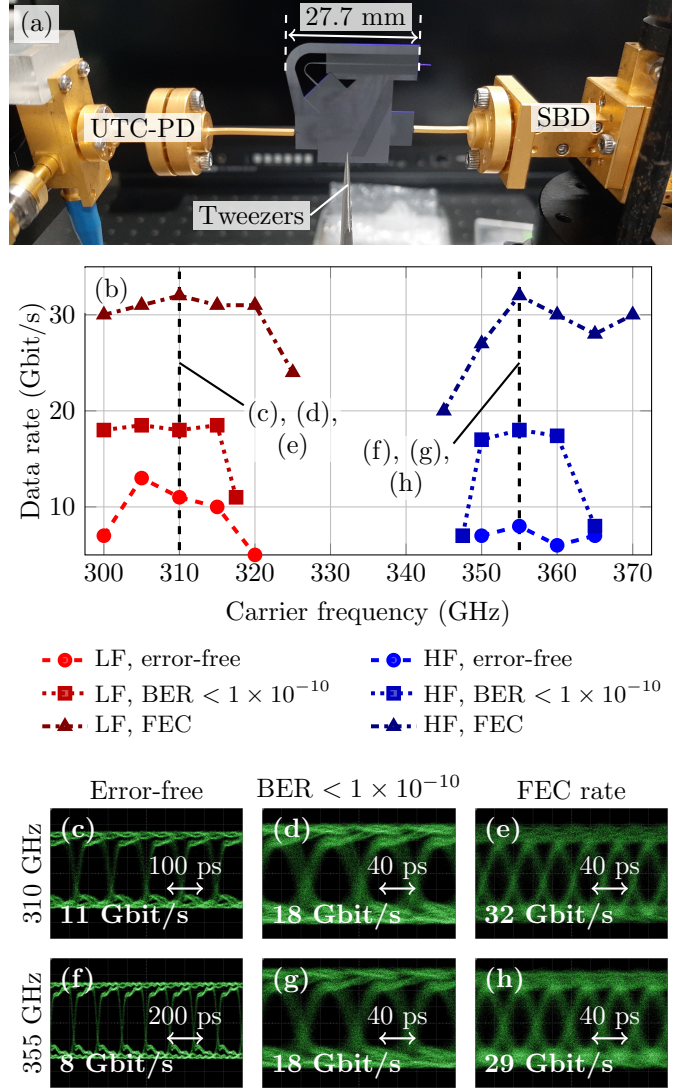 (a)
27.7 mm
UTC-PD
SBD
Tweezers
(b)
Data rate (Gbit/s)
30
20
10
(c), (d),
(e)
(f), (g),
(h)
300 310 320 330 340 350 360 370
Carrier frequency (GHz)
LF, error-free
HF, error-free
LF, BER < 1 × 10⁻¹⁰
HF, BER < 1 × 10⁻¹⁰
LF, FEC
HF, FEC
Error-free
BER < 1 × 10⁻¹⁰
FEC rate
310 GHz
(c)
100 ps
11 Gbit/s
(d)
40 ps
18 Gbit/s
(e)
40 ps
32 Gbit/s
355 GHz
(f)
200 ps
8 Gbit/s
(g)
40 ps
18 Gbit/s
(h)
40 ps
29 Gbit/s